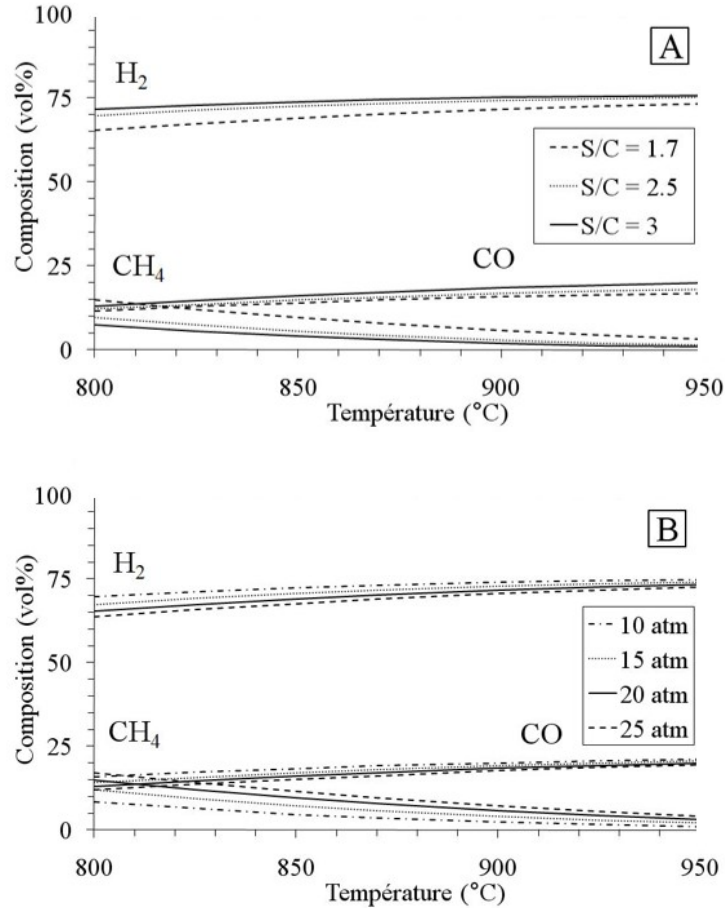 100
A
H2
75
Composition (vol%)
S/C = 1.7
50
S/C = 2.5
S/C = 3
CH4
CO
25
0
800
850
900
950
Température (°C)
100
B
H2
75
Composition (vol%)
10 atm
50
15 atm
20 atm
CH4
CO
25 atm
25
0
800
850
900
950
Température (°C)